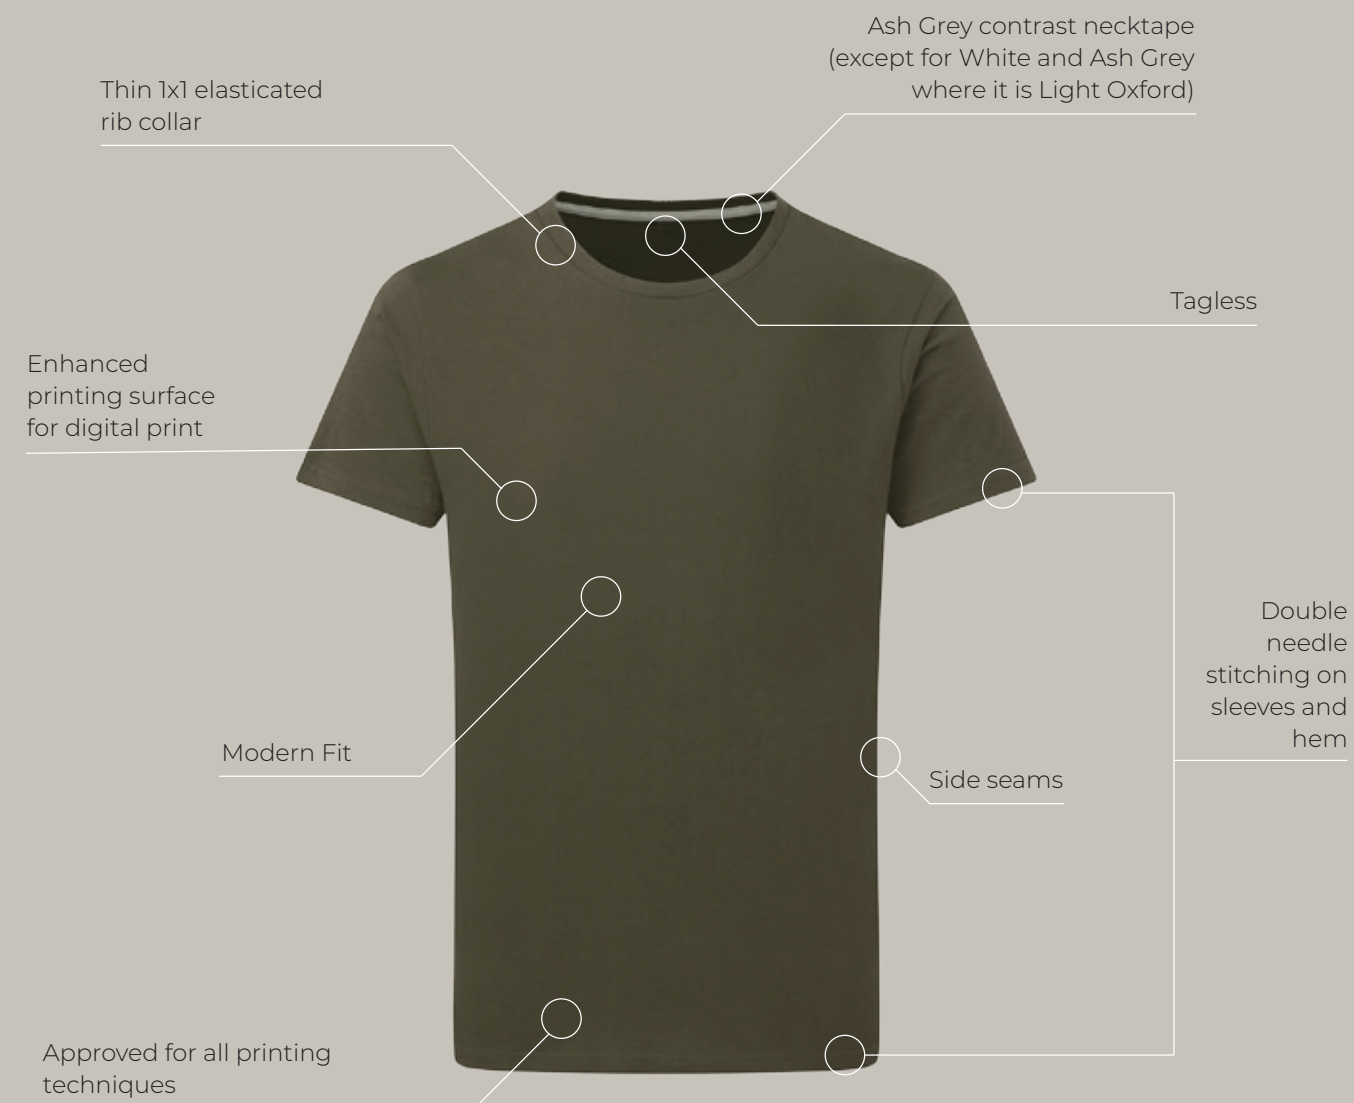 Ash Grey contrast necktape
(except for White and Ash Grey
where it is Light Oxford)
Thin 1x1 elasticated
rib collar
Tagless
Enhanced
printing surface
for digital print
Double
needle
stitching on
sleeves and
hem
Modern Fit
Side seams
Approved for all printing
techniques